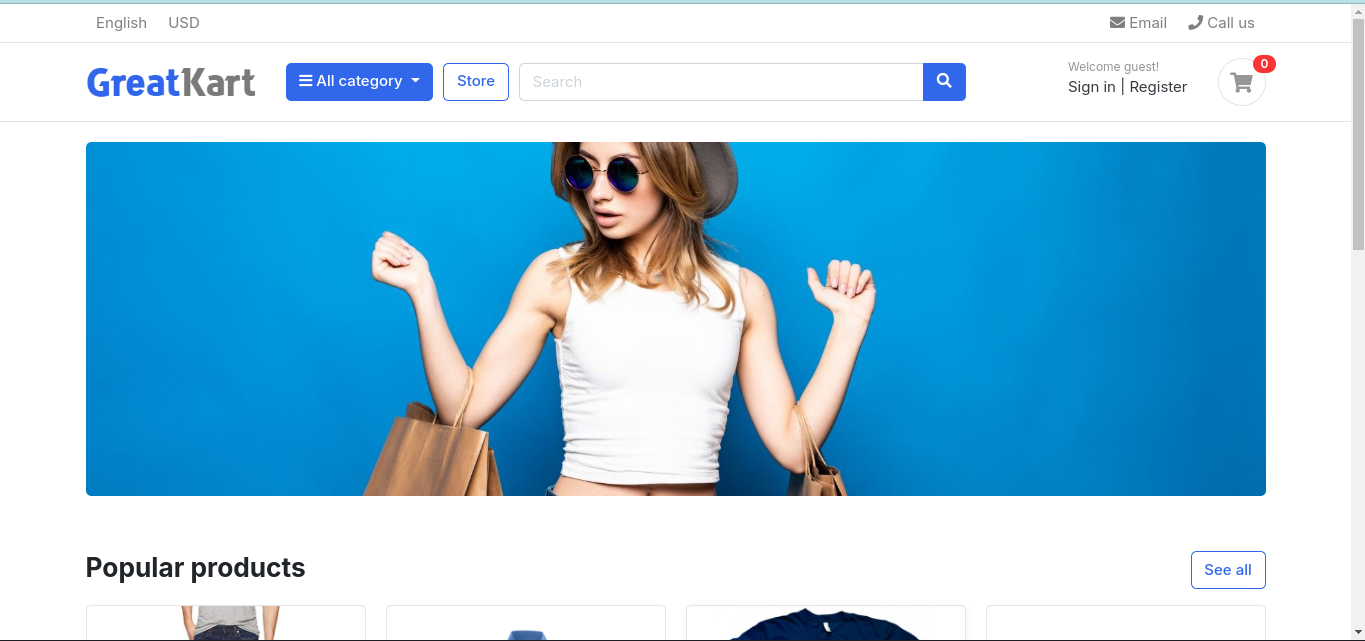 English USD Email Call us
GreatKart All category Store Search Welcome guest! 0
Sign in | Register
Popular products See all